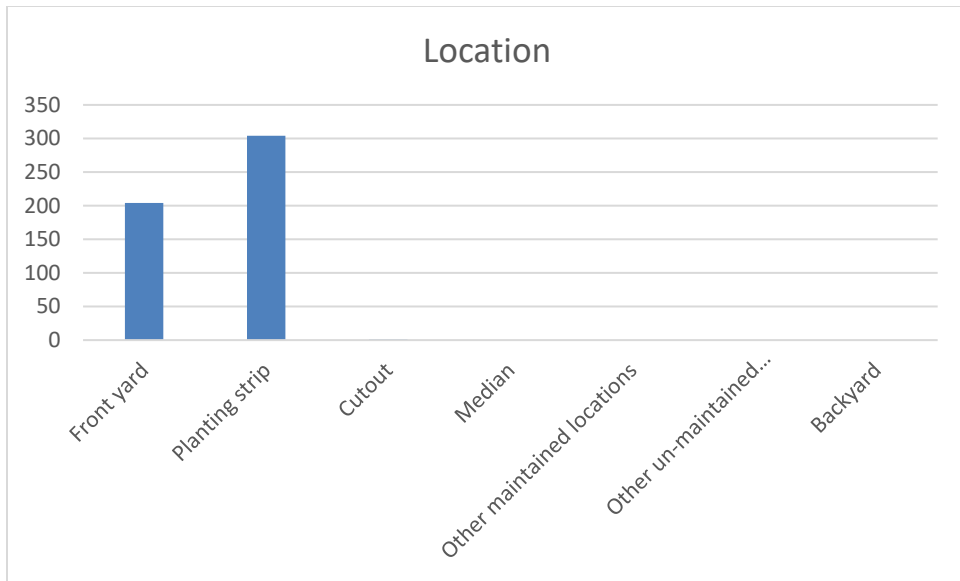 Location
350
300
250
200
150
100
50
0
Front yard
Planting strip
Cutout
Median
Other maintained locations
Other un-maintained...
Backyard